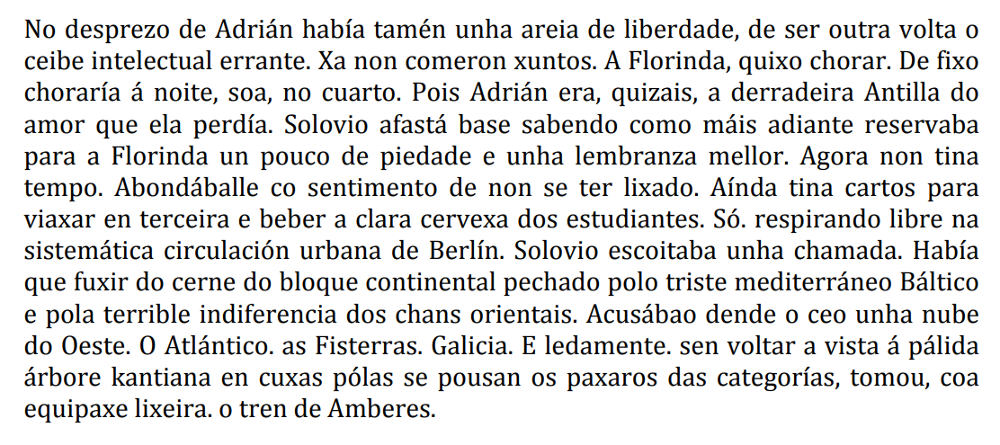 No desprezo de Adrián había tamén unha areia de liberdade, de ser outra volta o
ceibe intelectual errante. Xa non comeron xuntos. A Florinda, quixo chorar. De fixo
choraría á noite, soa, no cuarto. Pois Adrián era, quizais, a derradeira Antilla do
amor que ela perdía. Solovio afastá base sabendo como máis adiante reservaba
para a Florinda un pouco de piedade e unha lembranza mellor. Agora non tina
tempo. Abondáballe co sentimento de non se ter lixado. Aínda tina cartos para
viaxar en terceira e beber a clara cervexa dos estudiantes. Só. respirando libre na
sistemática circulación urbana de Berlín. Solovio escoitaba unha chamada. Había
que fuxir do cerne do bloque continental pechado polo triste mediterráneo Báltico
e pola terrible indiferencia dos chans orientais. Acusábao dende o ceo unha nube
do Oeste. O Atlántico. as Fisterras. Galicia. E ledamente. sen voltar a vista á pálida
árbore kantiana en cuxas pólas se pousan os paxaros das categorías, tomou, coa
equipaxe lixeira. o tren de Amberes.